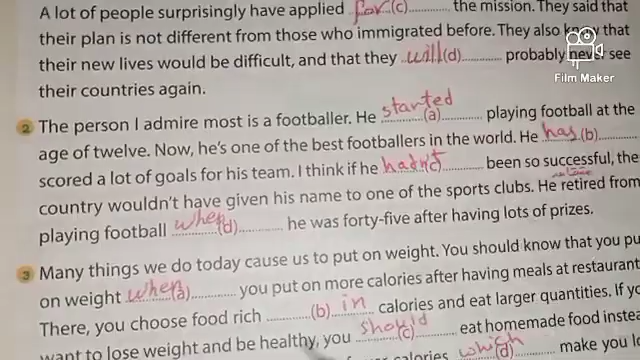 A lot of people surprisingly have applied for (c) the mission. They said that
their plan is not different from those who immigrated before. They also know that
their new lives would be difficult, and that they will (d) probably never see
their countries again.
Film Maker
2 The person I admire most is a footballer. He started (a) playing football at the
age of twelve. Now, he's one of the best footballers in the world. He has (b)
scored a lot of goals for his team. I think if he hadn't (c) been so successful, the
country wouldn't have given his name to one of the sports clubs. He retired from
playing football when (d) he was forty-five after having lots of prizes.
3 Many things we do today cause us to put on weight. You should know that you pu
on weight when (a) you put on more calories after having meals at restaurant
There, you choose food rich (b) in calories and eat larger quantities. If yo
want to lose weight and be healthy, you should (c) eat homemade food instea
calories which (d) make you l